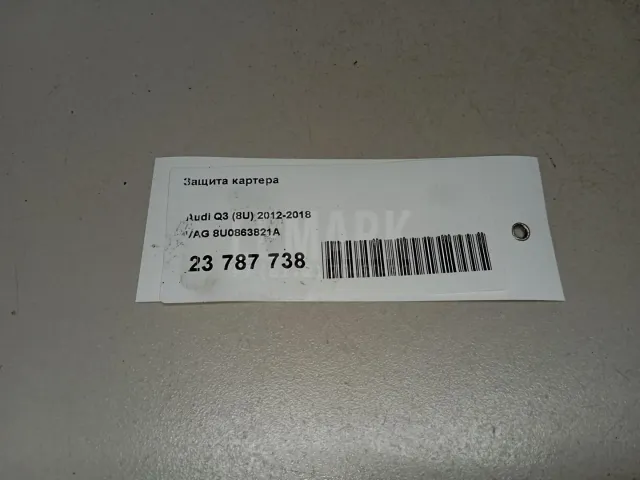 Защита картера
Audi Q3 (8U) 2012-2018
VAG 8U0863821A
23 787 738